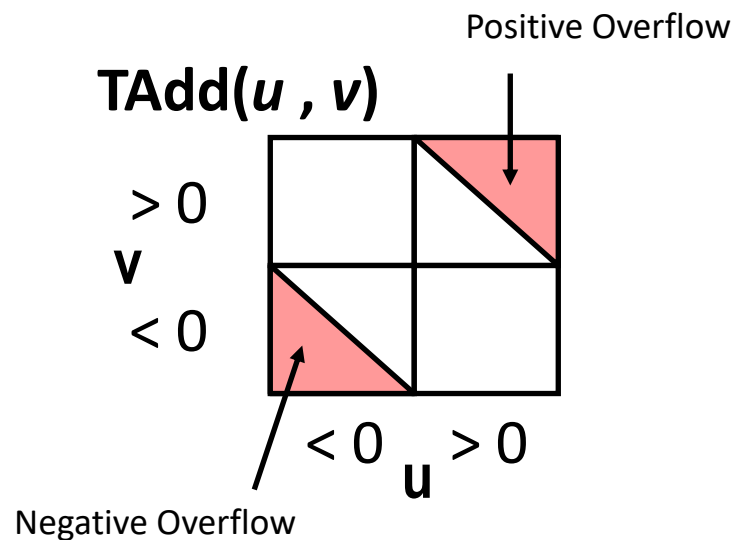 Positive Overflow
TAdd(u , v)
> 0
v
< 0
< 0 > 0
u
Negative Overflow